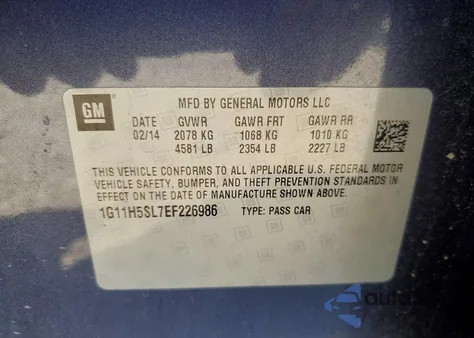 GM
MFD BY GENERAL MOTORS LLC
DATE GVWR GAWR FRT GAWR RR
02/14 2078 KG 1068 KG 1010 KG
4581 LB 2354 LB 2227 LB
THIS VEHICLE CONFORMS TO ALL APPLICABLE U.S. FEDERAL MOTOR
VEHICLE SAFETY, BUMPER, AND THEFT PREVENTION STANDARDS IN
EFFECT ON THE DATE OF MANUFACTURE SHOWN ABOVE.
1G11H5SL7EF226986 TYPE: PASS CAR